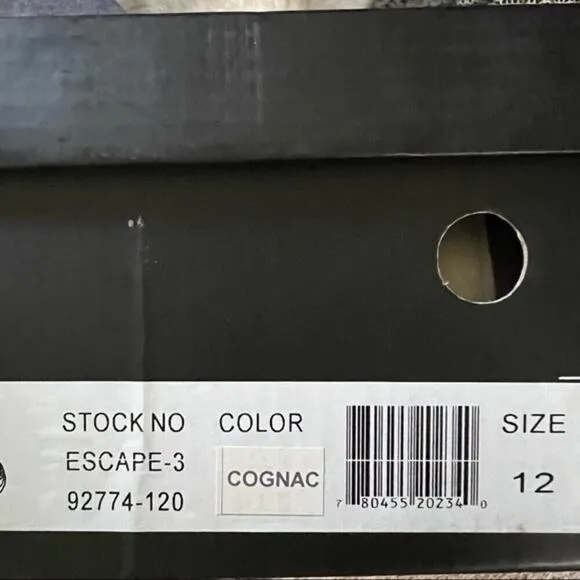 STOCK NO COLOR SIZE
ESCAPE-3 COGNAC 12
92774-120
7 80455 20234 0